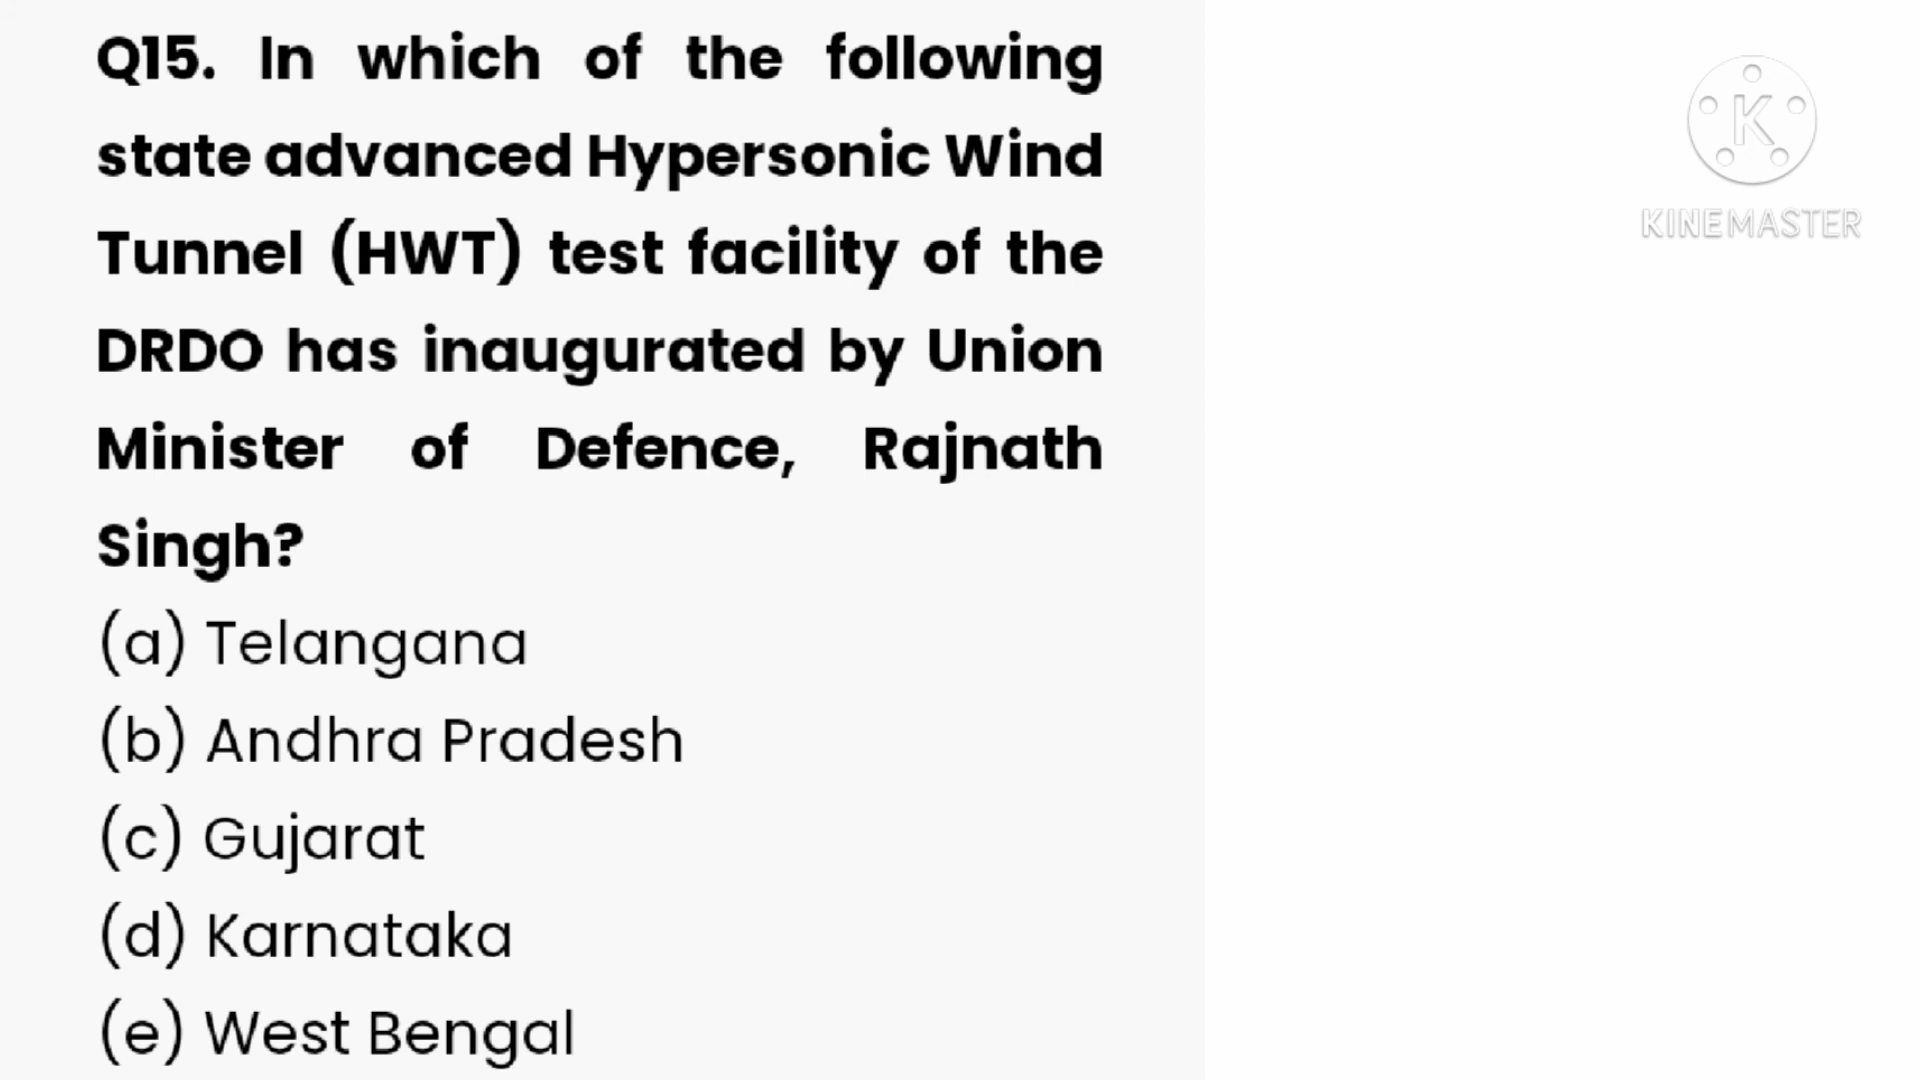 Q15. In which of the following
state advanced Hypersonic Wind
Tunnel (HWT) test facility of the
DRDO has inaugurated by Union
Minister of Defence, Rajnath
Singh?
(a) Telangana
(b) Andhra Pradesh
(c) Gujarat
(d) Karnataka
(e) West Bengal
K
KINEMASTER